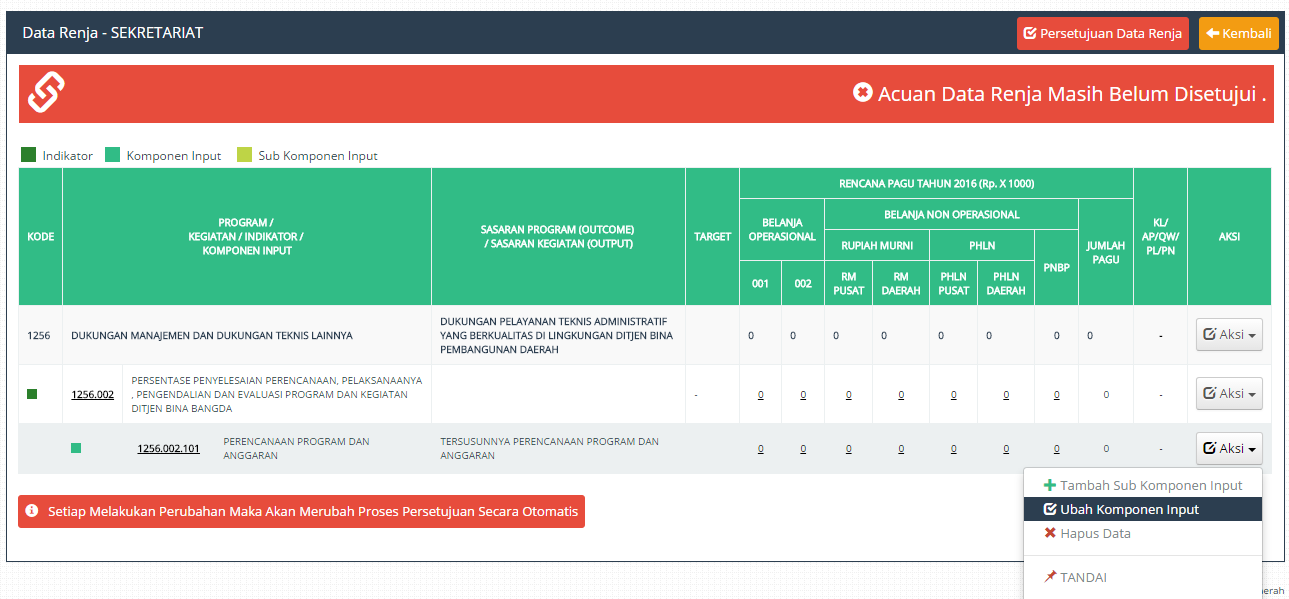 Data Renja - SEKRETARIAT
Persetujuan Data Renja
Kembali
Acuan Data Renja Masih Belum Disetujui .
Indikator
Komponen Input
Sub Komponen Input
KODE
PROGRAM /
KEGIATAN / INDIKATOR /
KOMPONEN INPUT
SASARAN PROGRAM (OUTCOME)
/ SASARAN KEGIATAN (OUTPUT)
TARGET
RENCANA PAGU TAHUN 2016 (Rp. X 1000)
BELANJA
OPERASIONAL
BELANJA NON OPERASIONAL
RUPIAH MURNI
PHLN
PNBP
JUMLAH
PAGU
001
002
RM
PUSAT
RM
DAERAH
PHLN
PUSAT
PHLN
DAERAH
KL/
AP/QW/
PL/PN
AKSI
1256
DUKUNGAN MANAJEMEN DAN DUKUNGAN TEKNIS LAINNYA
DUKUNGAN PELAYANAN TEKNIS ADMINISTRATIF
YANG BERKUALITAS DI LINGKUNGAN DITJEN BINA
PEMBANGUNAN DAERAH
0 0 0 0 0 0 0 0 -
Aksi
1256.002
PERSENTASE PENYELESAIAN PERENCANAAN, PELAKSANAANYA
, PENGENDALIAN DAN EVALUASI PROGRAM DAN KEGIATAN
DITJEN BINA BANGDA
- 0 0 0 0 0 0 0 0 -
Aksi
1256.002.101
PERENCANAAN PROGRAM DAN
ANGGARAN
TERSUSUNNYA PERENCANAAN PROGRAM DAN
ANGGARAN
0 0 0 0 0 0 0 0 -
Aksi
Tambah Sub Komponen Input
Ubah Komponen Input
Hapus Data
TANDAI
Setiap Melakukan Perubahan Maka Akan Merubah Proses Persetujuan Secara Otomatis